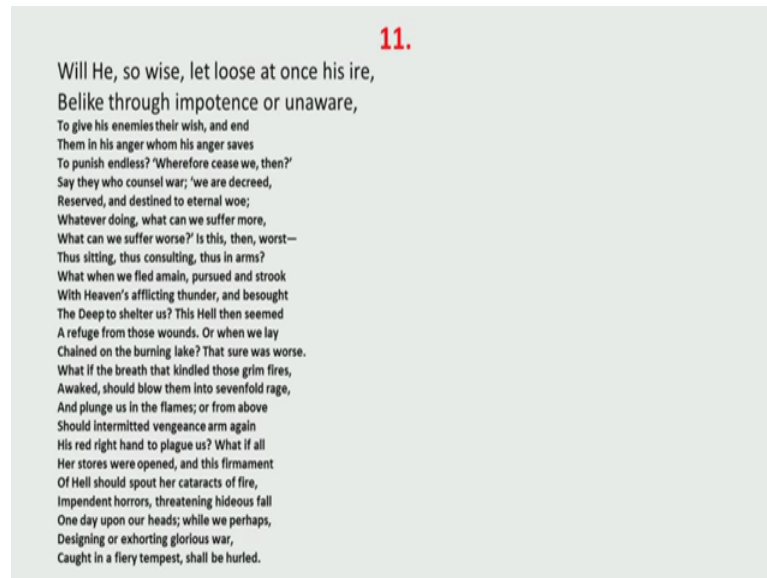 11.
Will He, so wise, let loose at once his ire,
Belike through impotence or unaware,
To give his enemies their wish, and end
Them in his anger whom his anger saves
To punish endless? ‘Wherefore cease we, then?’
Say they who counsel war; ‘we are decreed,
Reserved, and destined to eternal woe;
Whatever doing, what can we suffer more,
What can we suffer worse?’ Is this, then, worst—
Thus sitting, thus consulting, thus in arms?
What when we fled amain, pursued and strook
With Heaven’s afflicting thunder, and besought
The Deep to shelter us? This Hell then seemed
A refuge from those wounds. Or when we lay
Chained on the burning lake? That sure was worse.
What if the breath that kindled those grim fires,
Awaked, should blow them into sevenfold rage,
And plunge us in the flames; or from above
Should intermitted vengeance arm again
His red right hand to plague us? What if all
Her stores were opened, and this firmament
Of Hell should spout her cataracts of fire,
Impendent horrors, threatening hideous fall
One day upon our heads; while we perhaps,
Designing or exhorting glorious war,
Caught in a fiery tempest, shall be hurled.